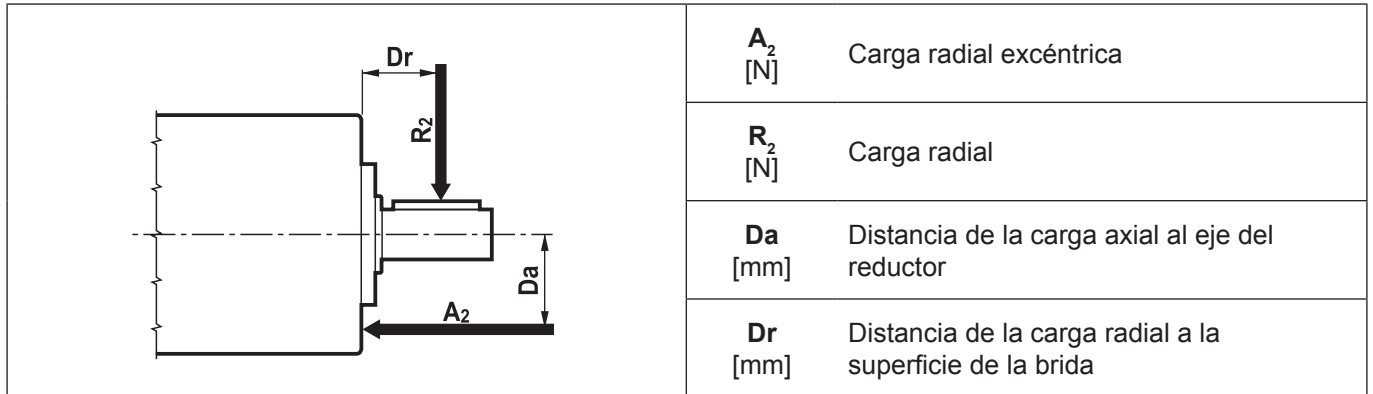 Dr
R2
Da
A2
A2
[N]
Carga radial excéntrica
R2
[N]
Carga radial
Da
[mm]
Distancia de la carga axial al eje del
reductor
Dr
[mm]
Distancia de la carga radial a la
superficie de la brida